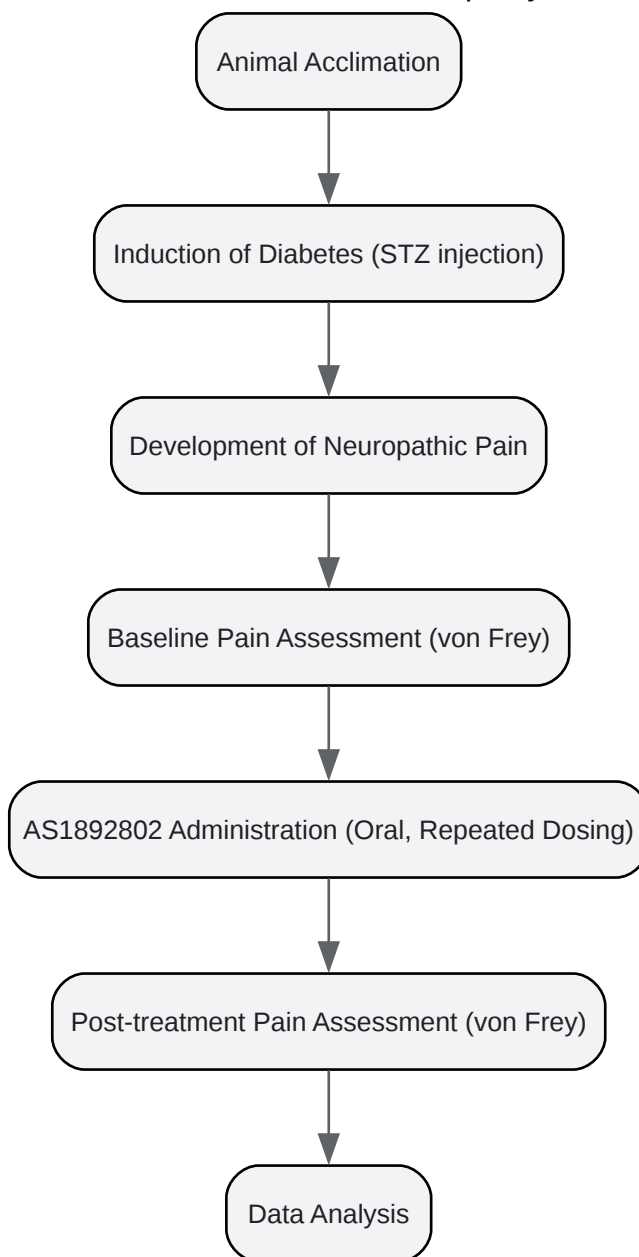 Animal Acclimation
Induction of Diabetes (STZ injection)
Development of Neuropathic Pain
Baseline Pain Assessment (von Frey)
AS1892802 Administration (Oral, Repeated Dosing)
Post-treatment Pain Assessment (von Frey)
Data Analysis